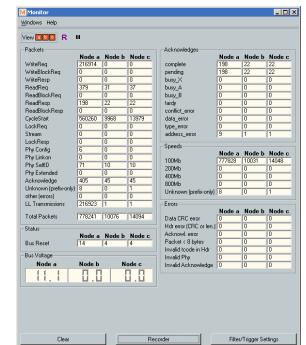 Monitor
Windows Help
View R
Packets
Node a Node b Node c
WriteReq 216914 0 0
WriteBlockReq 0 0 0
WriteResp 0 0 0
ReadReq 379 31 37
ReadBlockReq 0 0 0
ReadResp 198 22 22
ReadBlockResp 0 0 0
CycleStart 560260 9968 13979
LockReq 0 0 0
Stream 0 0 0
LockResp 0 0 0
Phy Config 6 0 0
Phy Linkon 0 0 0
Phy SelfID 71 10 10
Phy Extended 0 0 0
Acknowledge 405 45 45
Unknown (prefix-only) 8 0 1
other (errors) 0 0 0
LL Transmissions 216923 1 1
Total Packets 778241 10076 14094
Status
Node a Node b Node c
Bus Reset 14 4 4
Bus Voltage
Node a Node b Node c
11.1 0.0 0.0
Acknowledges
Node a Node b Node c
complete 198 22 22
pending 198 22 22
busy_X 0 0 0
busy_A 0 0 0
busy_B 0 0 0
tardy 0 0 0
conflict_error 0 0 0
data_error 0 0 0
type_error 0 0 0
address_error 9 1 1
Speeds
Node a Node b Node c
100Mb 777828 10031 14048
200Mb 0 0 0
400Mb 0 0 0
800Mb 0 0 0
Unknown (prefix-only) 8 0 1
Errors
Node a Node b Node c
Data CRC error 0 0 0
Hdr error (CRC or len.) 0 0 0
Acknowl. error 0 0 0
Packet < 8 bytes 0 0 0
Invalid tcode in Hdr 0 0 0
Invalid Phy 0 0 0
Invalid Acknowledge 0 0 0
Clear Recorder Filter/Trigger Settings